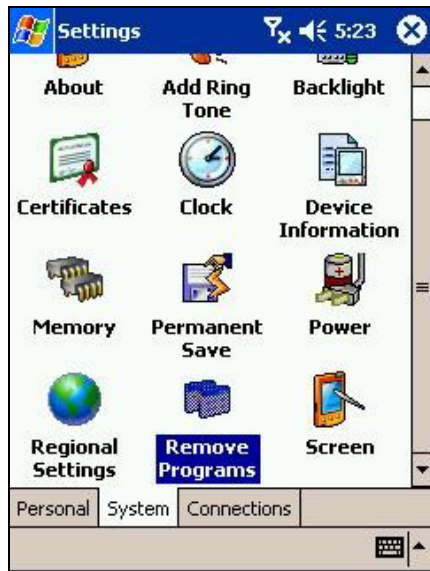 Settings 5:23
About Add Ring Backlight
Tone
Certificates Clock Device
Information
Memory Permanent Power
Save
Regional Remove Screen
Settings Programs
Personal System Connections